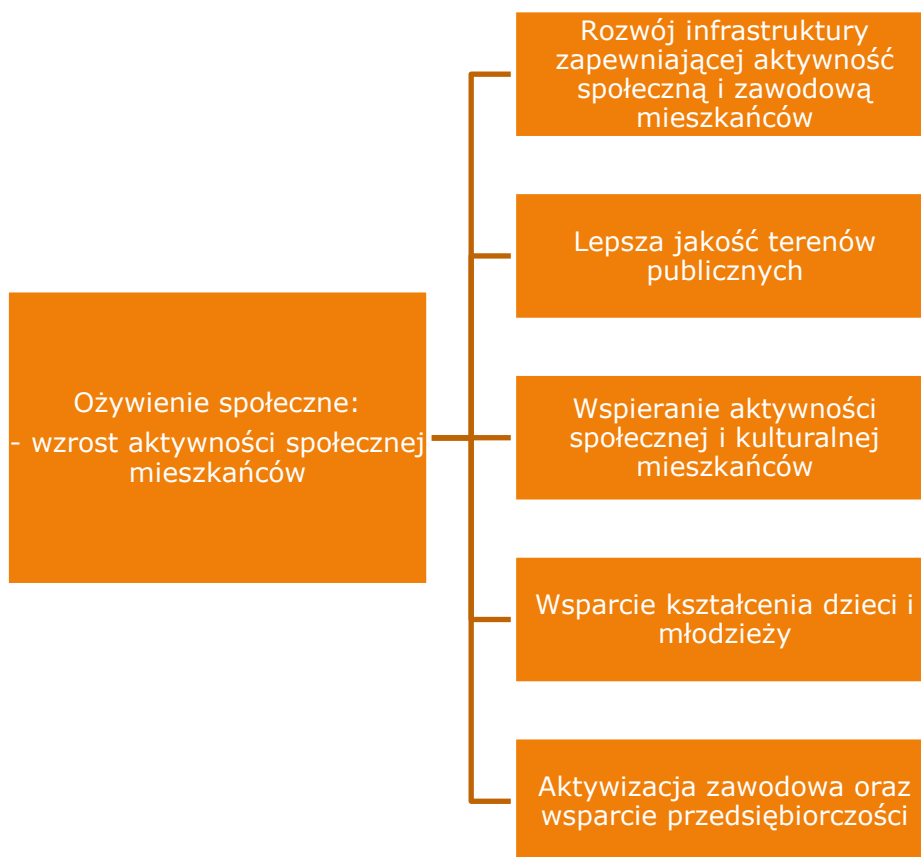 Rozwój infrastruktury
zapewniającej aktywność
społeczną i zawodową
mieszkańców
Lepsza jakość terenów
publicznych
Ożywienie społeczne:
- wzrost aktywności społecznej
mieszkańców
Wspieranie aktywności
społecznej i kulturalnej
mieszkańców
Wsparcie kształcenia dzieci i
młodzieży
Aktywizacja zawodowa oraz
wsparcie przedsiębiorczości